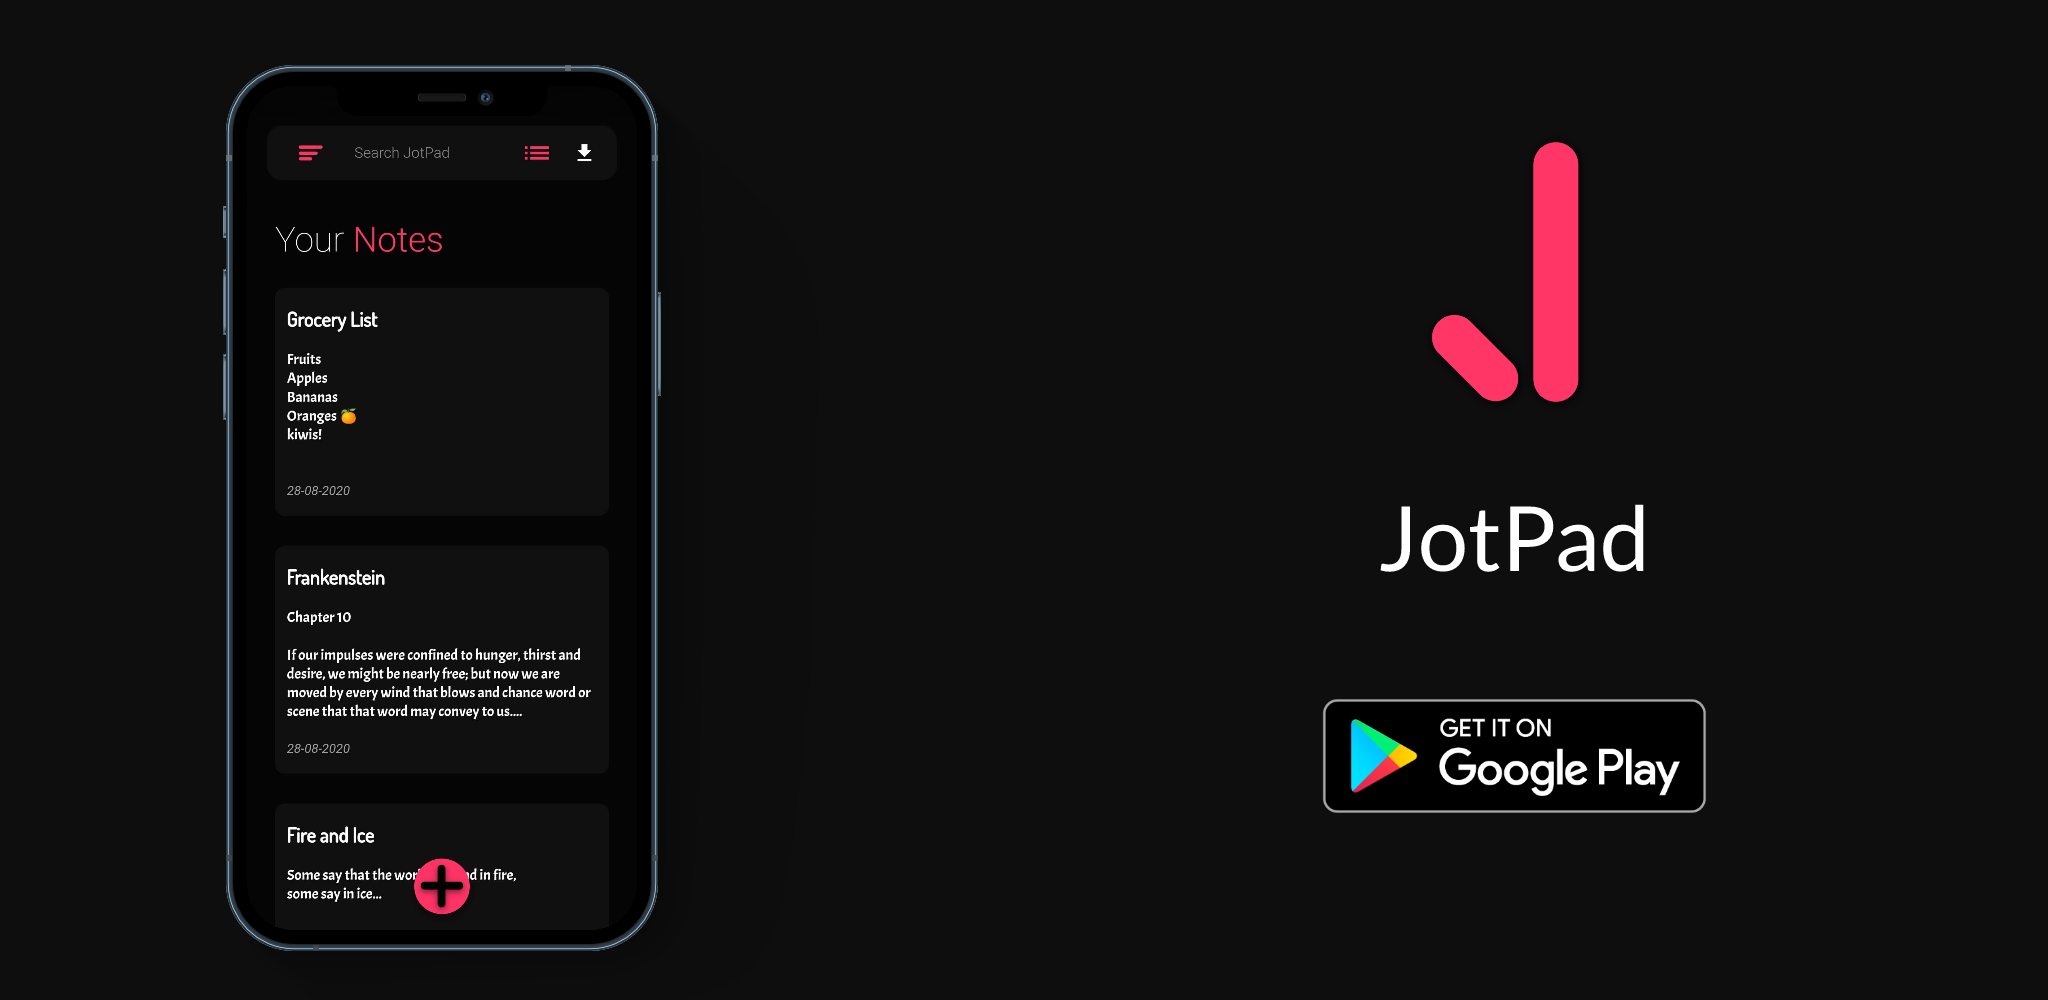 Search JotPad
Your Notes
Grocery List
Fruits
Apples
Bananas
Oranges 🍊
kiwis!
28-08-2020
Frankenstein
Chapter 10
If our impulses were confined to hunger, thirst and
desire, we might be nearly free; but now we are
moved by every wind that blows and chance word or
scene that that word may convey to us....
28-08-2020
Fire and Ice
Some say that the in fire,
some say in ice...
JotPad
GET IT ON
Google Play